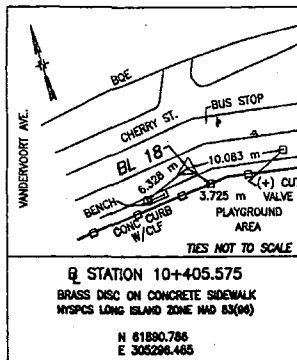 BQE
VANDERVOORT AVE.
CHERRY ST.
BUS STOP
BL 18
10.083 m
6.328 m
BENCH
3.725 m
(+) CUT
VALVE
CONC CURB
W/CLF
PLAYGROUND
AREA
TIES NOT TO SCALE
STATION 10+405.575
BRASS DISC ON CONCRETE SIDEWALK
NYSPCS LONG ISLAND ZONE NAD 83(96)
N 61890.786
E 305296.465